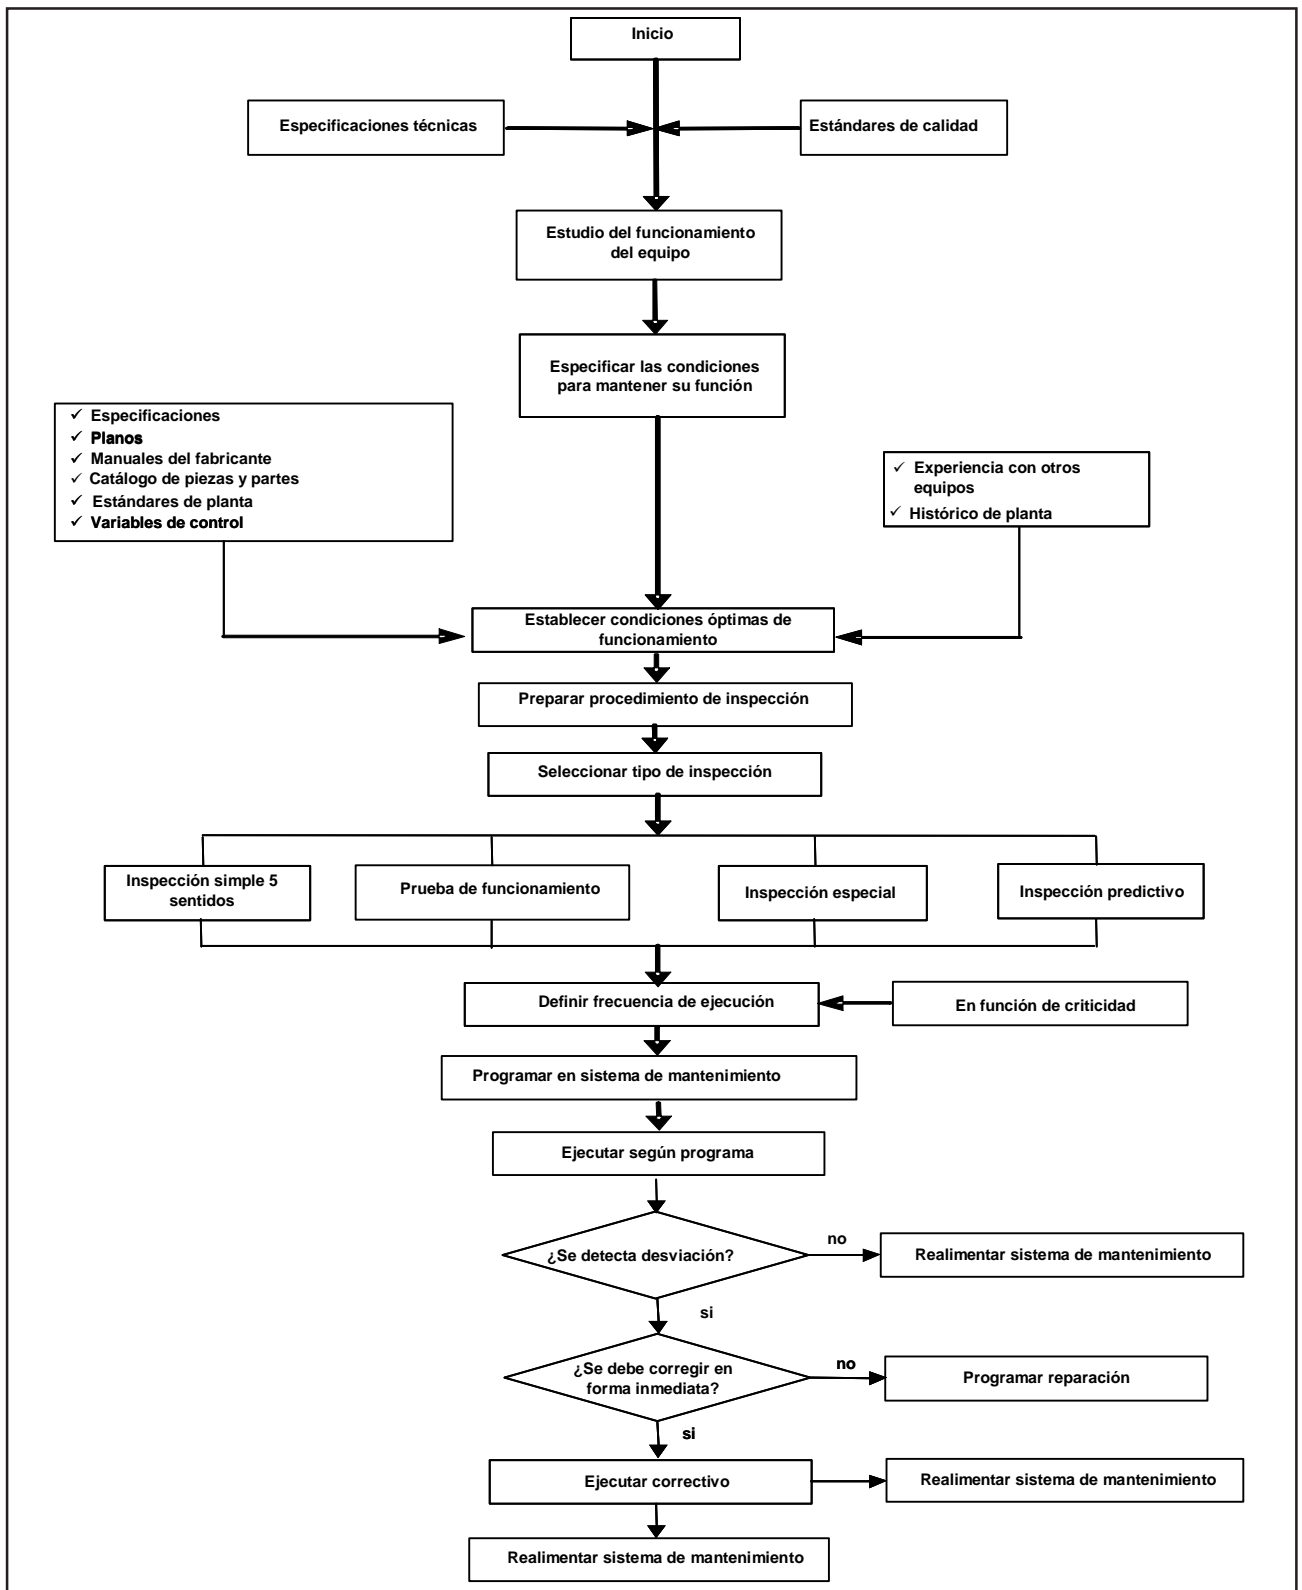 Inicio
Especificaciones técnicas
Estándares de calidad
Estudio del funcionamiento
del equipo
Especificar las condiciones
para mantener su función
✓ Especificaciones
✓ Planos
✓ Manuales del fabricante
✓ Catálogo de piezas y partes
✓ Estándares de planta
✓ Variables de control
✓ Experiencia con otros
equipos
✓ Histórico de planta
Establecer condiciones óptimas de
funcionamiento
Preparar procedimiento de inspección
Seleccionar tipo de inspección
Inspección simple 5
sentidos
Prueba de funcionamiento
Inspección especial
Inspección predictivo
Definir frecuencia de ejecución
En función de criticidad
Programar en sistema de mantenimiento
Ejecutar según programa
¿Se detecta desviación?
no
Realimentar sistema de mantenimiento
si
¿Se debe corregir en
forma inmediata?
no
Programar reparación
si
Ejecutar correctivo
Realimentar sistema de mantenimiento
Realimentar sistema de mantenimiento